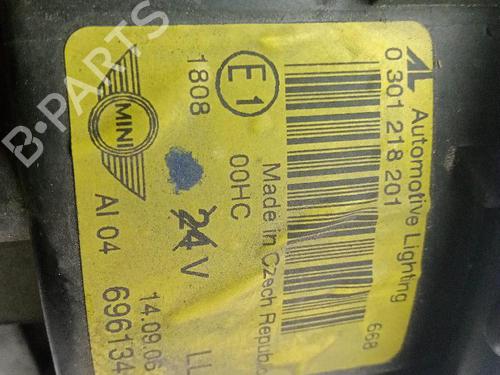 AL Automotive Lighting
0 301 218 201
668
Made in Czech Republic
00HC
E1
1808
24 V
LL
MINI
AI 04
14.09.06
696134
B-PARTS